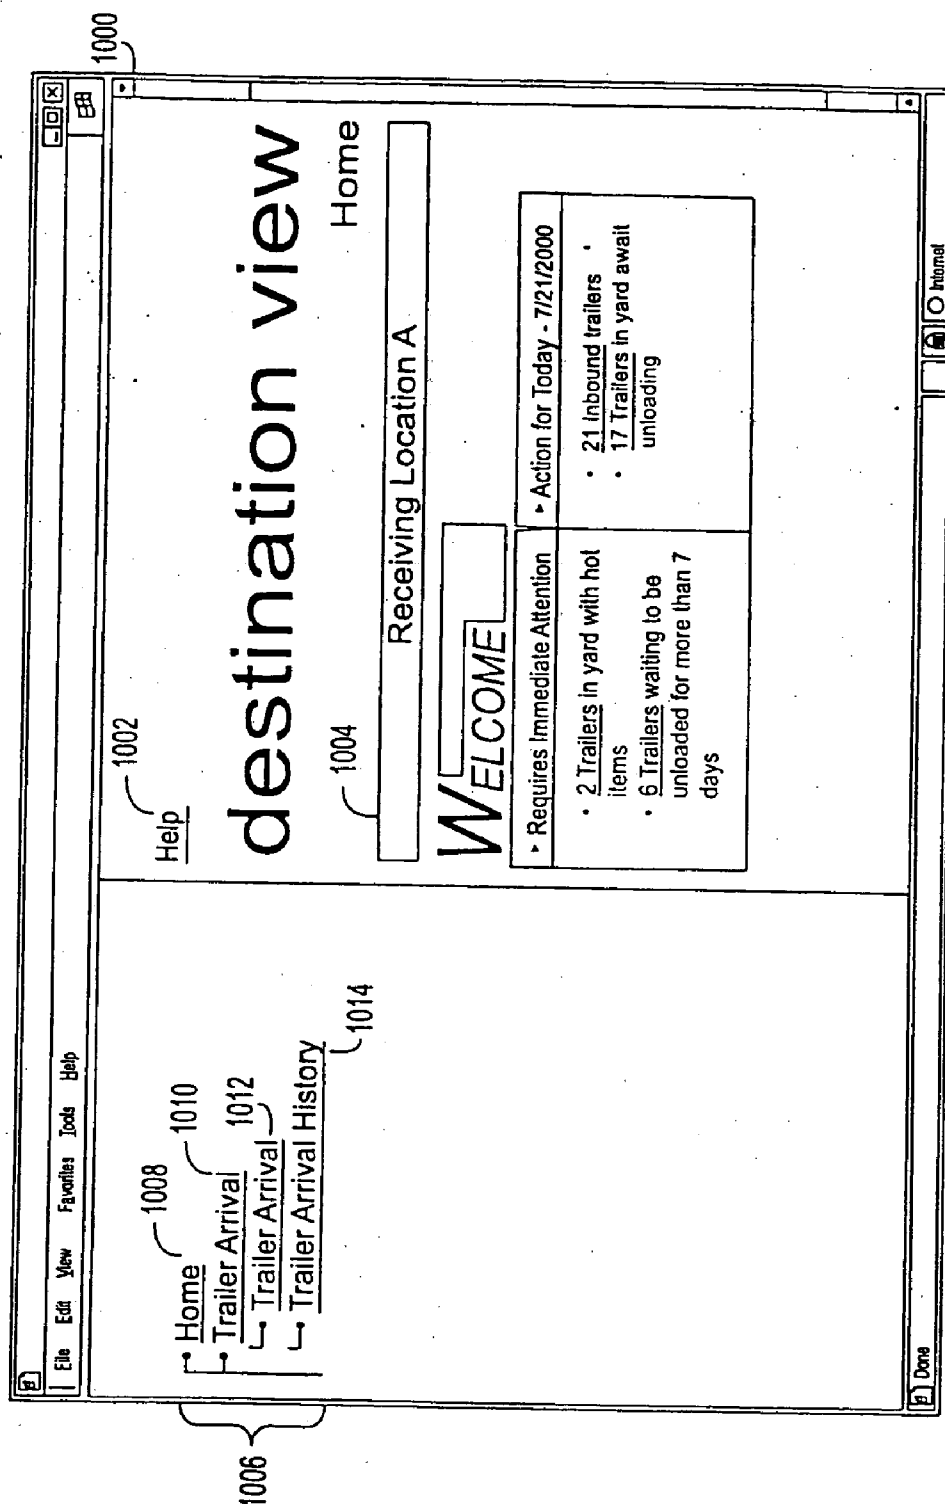 1000
File Edit View Favorites Tools Help
1002
Help
destination view
Home
1004
Receiving Location A
WELCOME
▸ Requires Immediate Attention
• 2 Trailers in yard with hot
items
• 6 Trailers waiting to be
unloaded for more than 7
days
▸ Action for Today - 7/21/2000
• 21 Inbound trailers
• 17 Trailers in yard await
unloading
1006
1008
Home
1010
Trailer Arrival
1012
Trailer Arrival
Trailer Arrival History
1014
Done
Internet